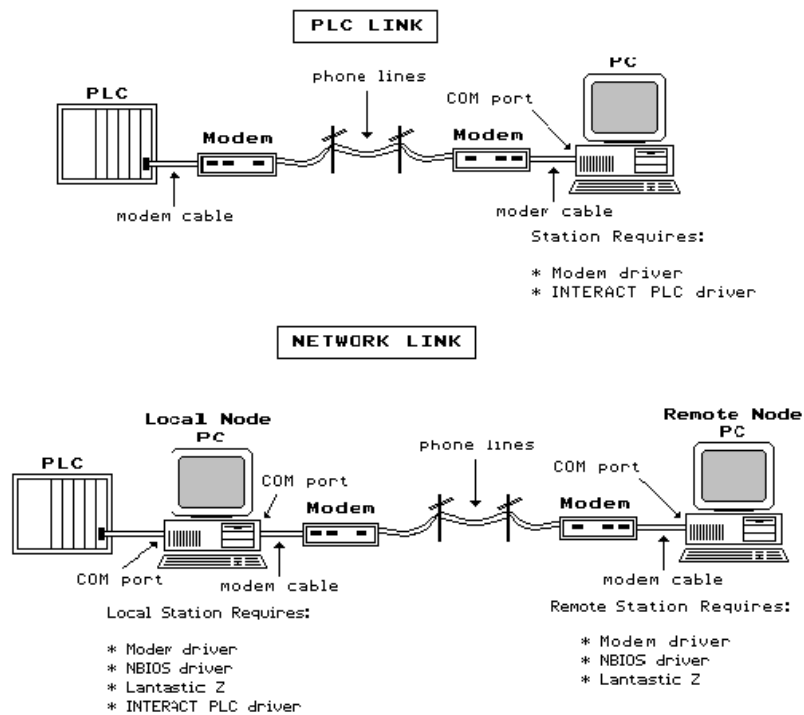 PLC LINK
PC
phone lines
COM port
PLC
Modem
Modem
modem cable
modem cable
Station Requires:
* Modem driver
* INTERACT PLC driver
NETWORK LINK
Local Node
PC
Remote Node
PC
phone lines
PLC
COM port
COM port
Modem
Modem
COM port
modem cable
modem cable
Local Station Requires:
* Modem driver
* NBIOS driver
* Lantastic Z
* INTERACT PLC driver
Remote Station Requires:
* Modem driver
* NBIOS driver
* Lantastic Z